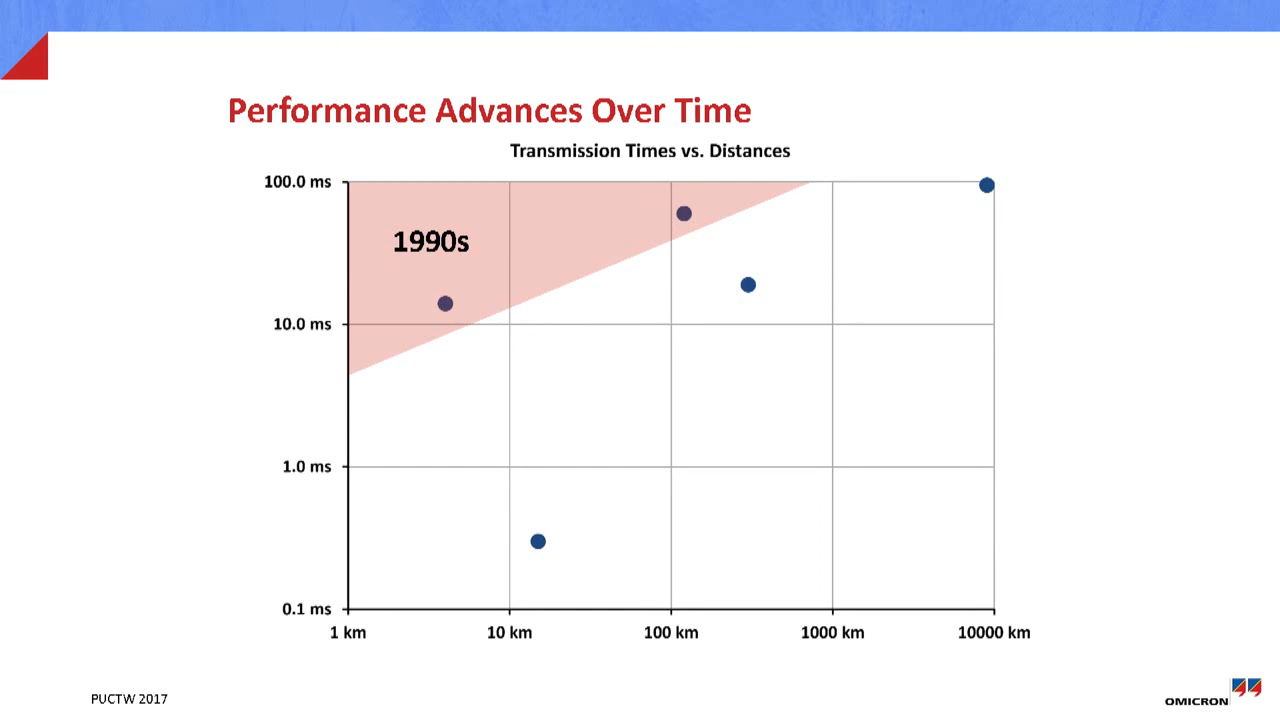 Performance Advances Over Time
Transmission Times vs. Distances
100.0 ms
1990s
10.0 ms
1.0 ms
0.1 ms
1 km 10 km 100 km 1000 km 10000 km
PUCTW 2017
OMICRON